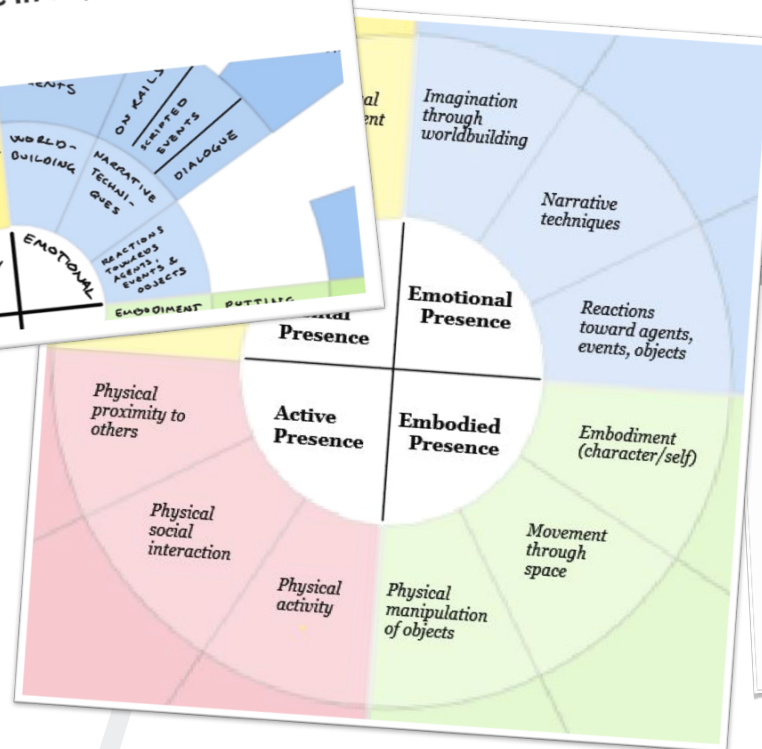 ON RAILS
SCRIPTED
EVENTS
DIALOGUE
WORLD-
BUILDING
NARRATIVE
TECHNI-
QUES
REACTIONS
TOWARDS
AGENTS,
EVENTS &
OBJECTS
EMOTIONAL
EMBODIMENT
PUTTING
Imagination
through
worldbuilding
Narrative
techniques
Reactions
toward agents,
events, objects
Emotional
Presence
Presence
Active
Presence
Embodied
Presence
Physical
proximity to
others
Physical
social
interaction
Physical
activity
Embodiment
(character/self)
Movement
through
space
Physical
manipulation
of objects